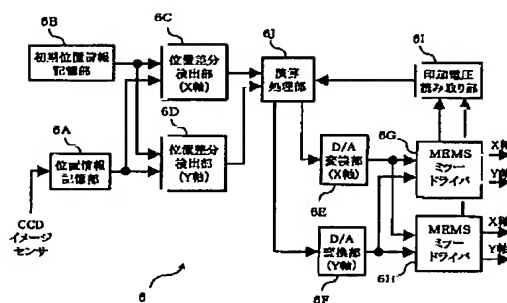 6B
初期位置情報
記憶部
6A
位置情報
記憶部
CCD
イメージ
センサ
6C
位置差分
検出部
(X軸)
6D
位置差分
検出部
(Y軸)
6J
演算
処理部
D/A
変換部
(X軸)
6E
D/A
変換部
(Y軸)
6F
6I
印加電圧
読み取り部
6G
MEMS
ミラー
ドライバ
X軸
Y軸
MEMS
ミラー
ドライバ
6H
X軸
Y軸
6